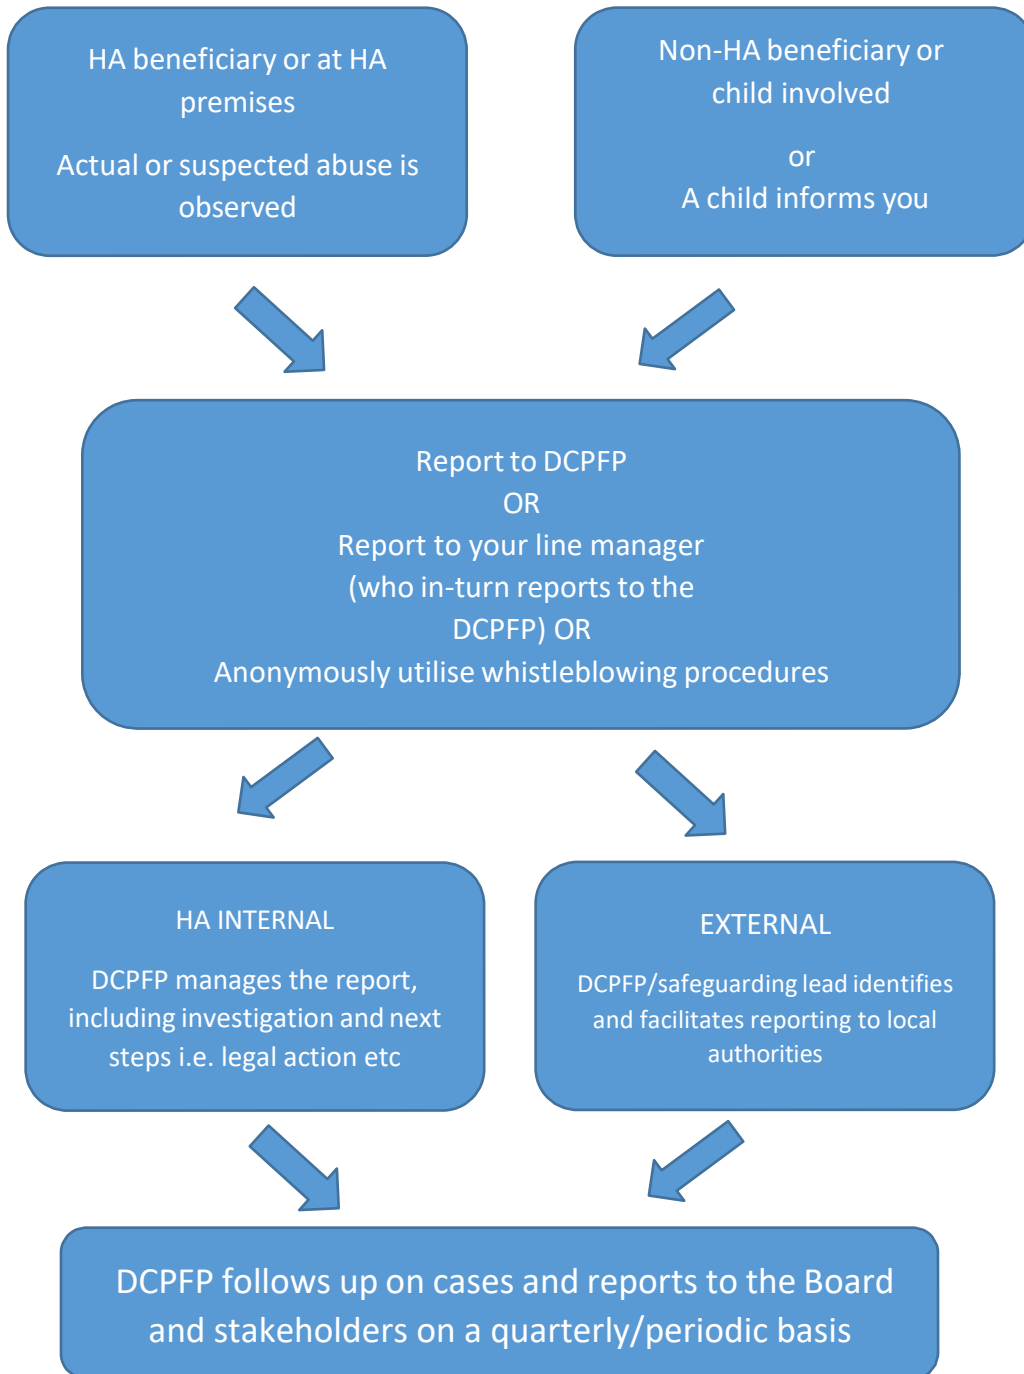 HA beneficiary or at HA
premises
Actual or suspected abuse is
observed
Non-HA beneficiary or
child involved
or
A child informs you
Report to DCPFP
OR
Report to your line manager
(who in-turn reports to the
DCPFP) OR
Anonymously utilise whistleblowing procedures
HA INTERNAL
DCPFP manages the report,
including investigation and next
steps i.e. legal action etc
EXTERNAL
DCPFP/safeguarding lead identifies
and facilitates reporting to local
authorities
DCPFP follows up on cases and reports to the Board
and stakeholders on a quarterly/periodic basis